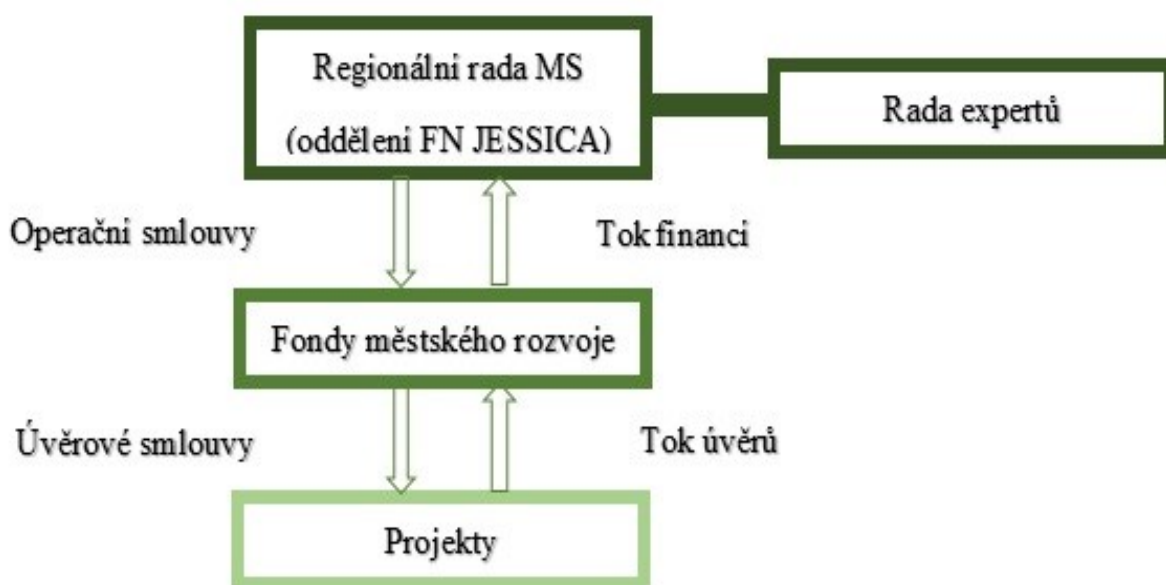 Regionální rada MS
(oddělení FN JESSICA)
Rada expertů
Operační smlouvy
Tok financí
Fondy městského rozvoje
Úvěrové smlouvy
Tok úvěrů
Projekty